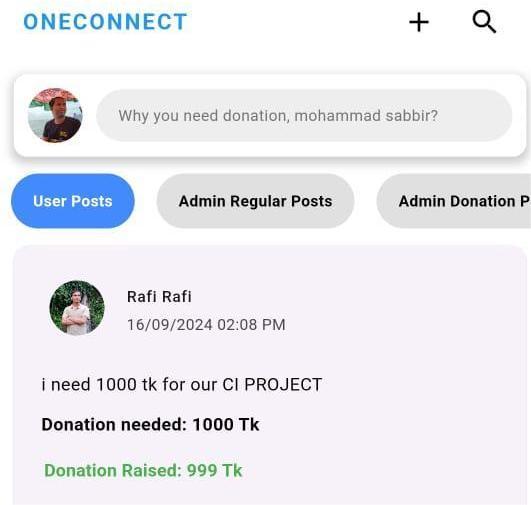 ONECONNECT
Why you need donation, mohammad sabbir?
User Posts
Admin Regular Posts
Admin Donation P
Rafi Rafi
16/09/2024 02:08 PM
i need 1000 tk for our CI PROJECT
Donation needed: 1000 Tk
Donation Raised: 999 Tk